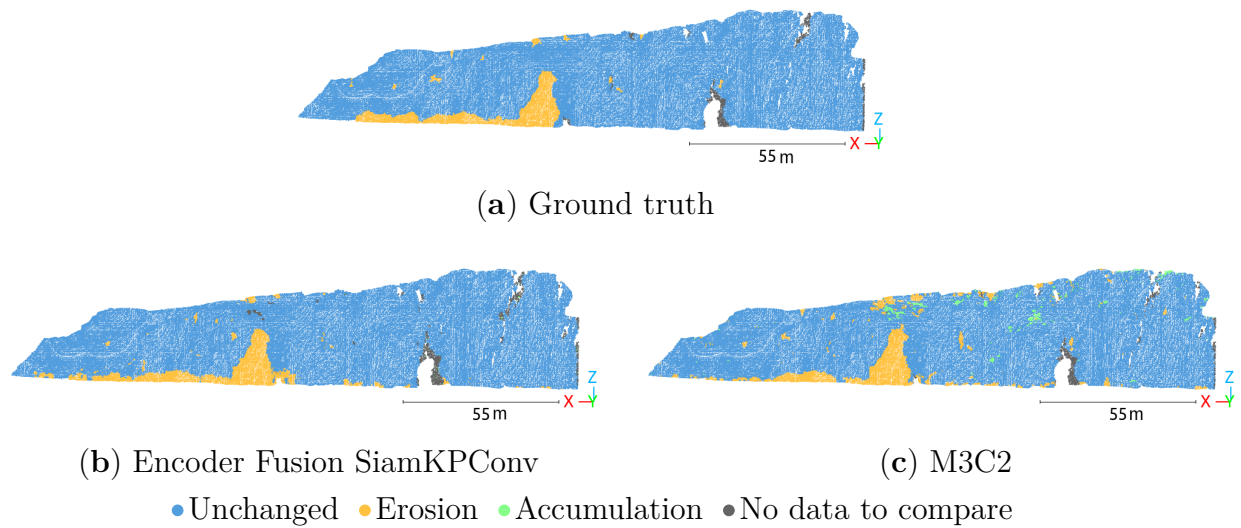 Z
55 m
X
Y
(a) Ground truth
Z
55 m
X
Y
Z
55 m
X
Y
(b) Encoder Fusion SiamKPConv
(c) M3C2
Unchanged Erosion Accumulation No data to compare